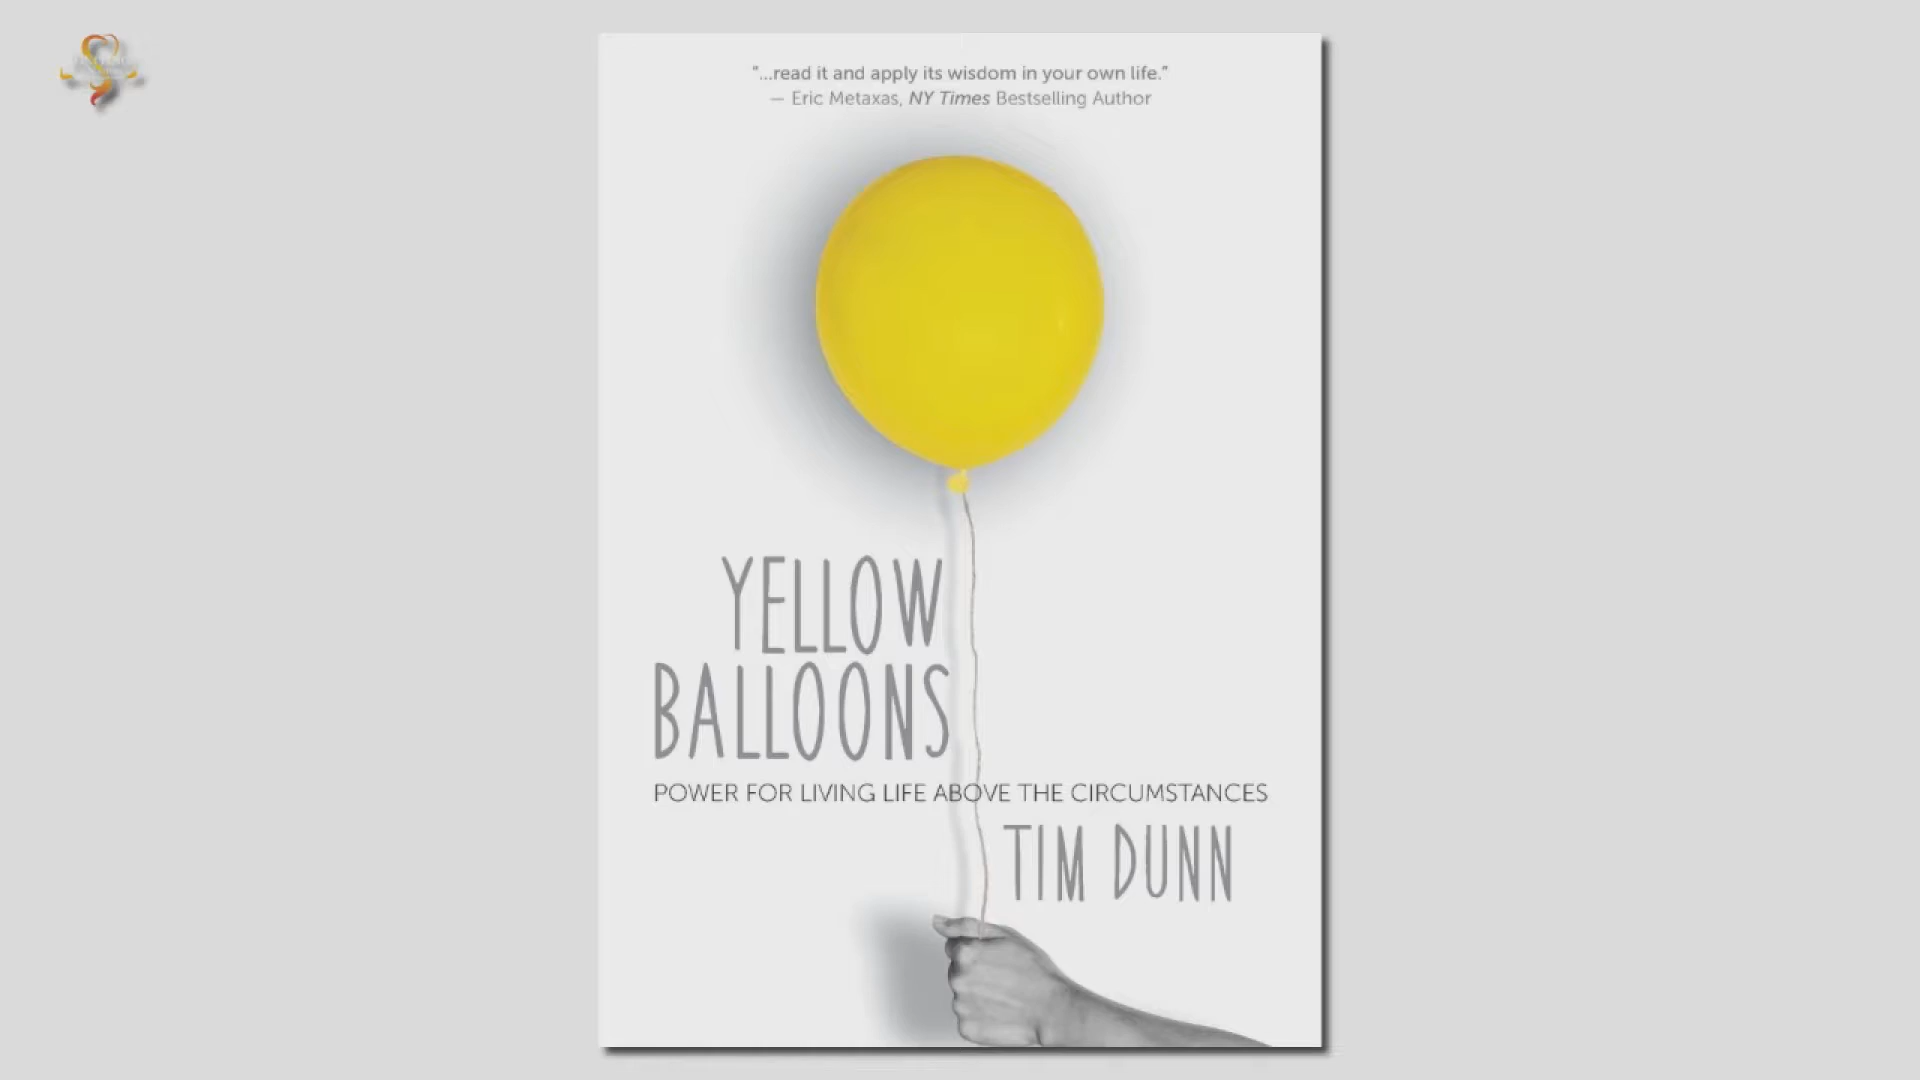 "...read it and apply its wisdom in your own life."
— Eric Metaxas, NY Times Bestselling Author
YELLOW
BALLOONS
POWER FOR LIVING LIFE ABOVE THE CIRCUMSTANCES
TIM DUNN